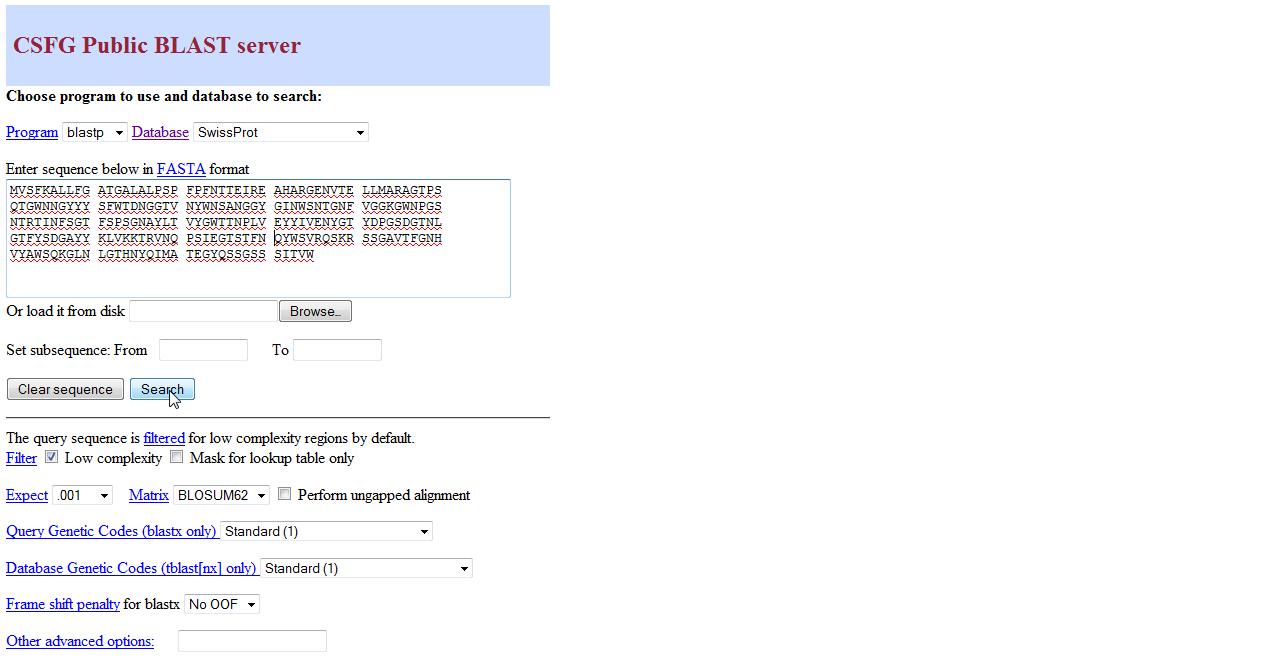 CSFG Public BLAST server
Choose program to use and database to search:
Program blastp Database SwissProt
Enter sequence below in FASTA format
MVSFKALLFG ATGALALPSP FPFNTTEIRE AHARGENVTE LLMARAGTPS
QTGWNNGYYY SFWTDNGGTV NYWNSANGGY GINWSNTGNF VGGKGWNPGS
NTRTINFSGT FSPSGNAYLT VYGWTTNPLV EYYIVENYGT YDPGSDGTNL
GTFYSDGAYY KLVKKTRVNQ PSIEGTSTFN QYWSVRQSKR SSGAVTFGNH
VYAWSQKGLN LGTHNYQIMA TEGYQSSGSS SITVW
Or load it from disk Browse...
Set subsequence: From To
Clear sequence Search
The query sequence is filtered for low complexity regions by default.
Filter Low complexity Mask for lookup table only
Expect .001 Matrix BLOSUM62 Perform ungapped alignment
Query Genetic Codes (blastx only) Standard (1)
Database Genetic Codes (tblast[nx] only) Standard (1)
Frame shift penalty for blastx No OOF
Other advanced options: